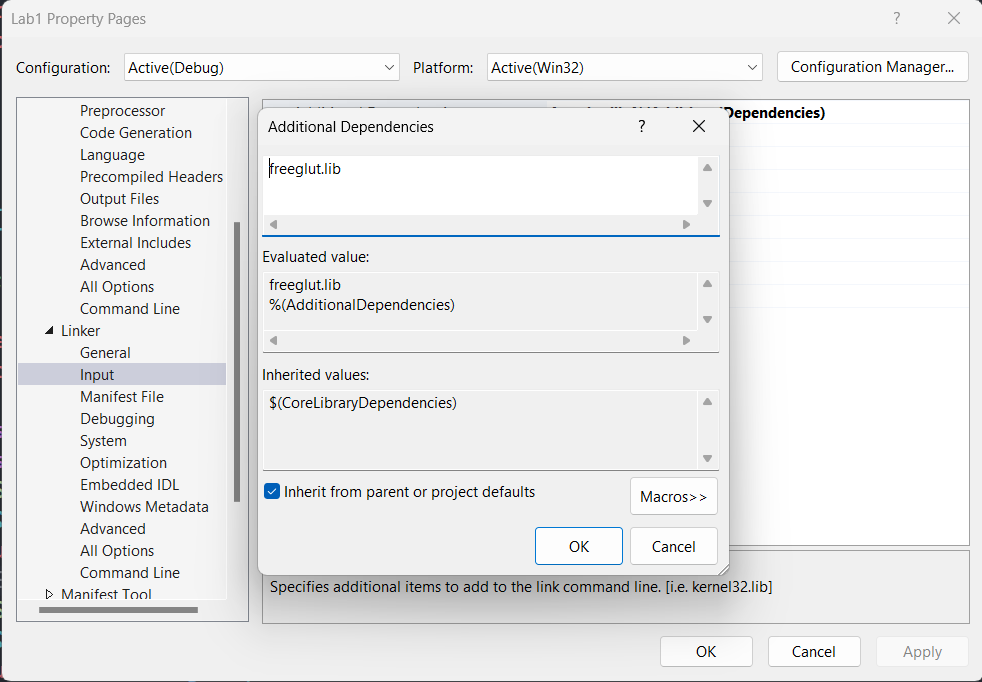 Lab1 Property Pages
?
Configuration: Active(Debug) Platform: Active(Win32) Configuration Manager...
Preprocessor
Code Generation
Language
Precompiled Headers
Output Files
Browse Information
External Includes
Advanced
All Options
Command Line
Linker
General
Input
Manifest File
Debugging
System
Optimization
Embedded IDL
Windows Metadata
Advanced
All Options
Command Line
Manifest Tool
Dependencies)
Additional Dependencies
?
freeglut.lib
Evaluated value:
freeglut.lib
%(AdditionalDependencies)
Inherited values:
$(CoreLibraryDependencies)
Inherit from parent or project defaults
Macros>>
OK Cancel
Specifies additional items to add to the link command line. [i.e. kernel32.lib]
OK Cancel Apply